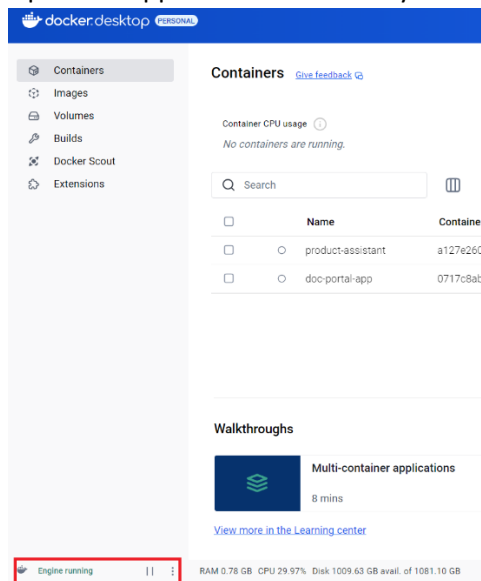 docker.desktop PERSONAL
Containers
Images
Volumes
Builds
Docker Scout
Extensions
Containers Give feedback
Container CPU usage
No containers are running.
Search
Name Containe
product-assistant a127e260
doc-portal-app 0717c8ab
Walkthroughs
Multi-container applications
8 mins
View more in the Learning center
Engine running
RAM 0.78 GB CPU 29.97% Disk 1009.63 GB avail. of 1081.10 GB